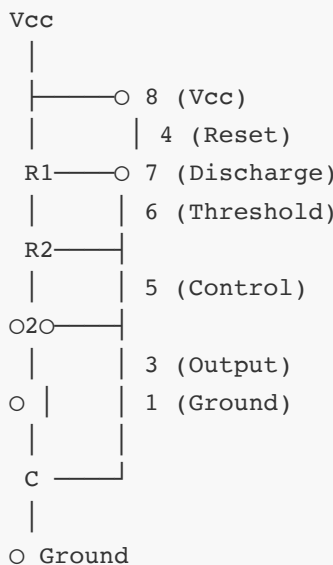 Vcc
8 (Vcc)
4 (Reset)
R1 7 (Discharge)
6 (Threshold)
R2
5 (Control)
2
3 (Output)
1 (Ground)
C
Ground